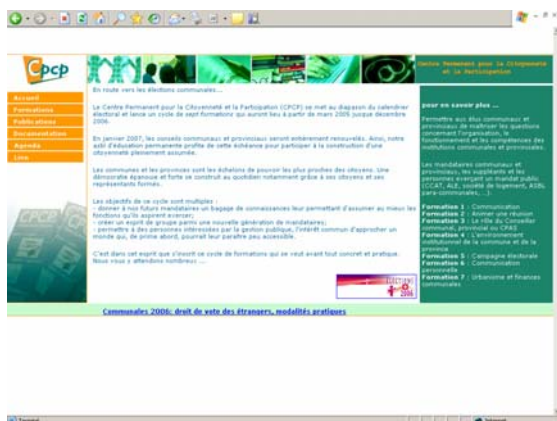 Cpcp
Centre Permanent pour la Citoyenneté
et la Participation
Accueil
Formations
Publications
Documentation
Agenda
Lien
En route vers les élections communales...
Le Centre Permanent pour la Citoyenneté et la Participation (CPCP) se met au diapason du calendrier
électoral et lance un cycle de sept formations qui auront lieu à partir de mars 2005 jusque décembre
2006.
En janvier 2007, les conseils communaux et provinciaux seront entièrement renouvelés. Ainsi, notre
asbl d'éducation permanente profite de cette échéance pour participer à la construction d'une
citoyenneté pleinement assumée.
Les communes et les provinces sont les échelons de pouvoir les plus proches des citoyens. Une
démocratie épanouie et forte se construit au quotidien notamment grâce à ses citoyens et ses
représentants formés.
Les objectifs de ce cycle sont multiples :
- donner à nos futurs mandataires un bagage de connaissances leur permettant d'assumer au mieux les
fonctions qu'ils aspirent exercer;
- créer un esprit de groupe parmi une nouvelle génération de mandataires;
- permettre à des personnes intéressées par la gestion publique, l'intérêt commun d'approcher un
monde qui, de prime abord, pourrait leur paraître peu accessible.
C'est dans cet esprit que s'inscrit ce cycle de formations qui se veut avant tout concret et pratique.
Nous vous y attendons nombreux ...
ELECTIONS
2006
pour en savoir plus ...
Permettre aux élus communaux et
provinciaux de maîtriser les questions
concernant l'organisation, le
fonctionnement et les compétences des
institutions communales et provinciales.
Les mandataires communaux et
provinciaux, les suppléants et les
personnes exerçant un mandat public
(CCAT, ALE, société de logement, ASBL
para-communales,...).
Formation 1 : Communication
Formation 2 : Animer une réunion
Formation 3 : Le rôle du Conseiller
communal, provincial ou CPAS
Formation 4 : L'environnement
institutionnel de la commune et de la
province
Formation 5 : Campagne électorale
Formation 6 : Communication
personnelle
Formation 7 : Urbanisme et finances
communales
Communales 2006: droit de vote des étrangers, modalités pratiques
Terminé
Internet